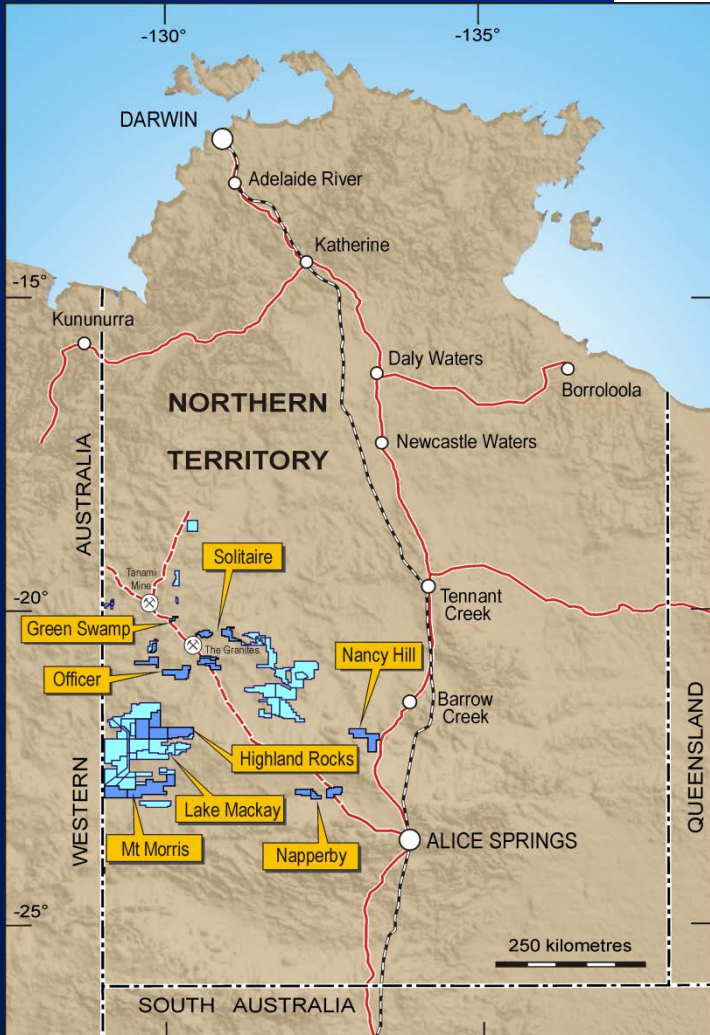 -130°
-135°
DARWIN
Adelaide River
Katherine
-15°
Kununurra
Daly Waters
Borroloola
NORTHERN
TERRITORY
Newcastle Waters
AUSTRALIA
Solitaire
Tanami
Mine
-20°
Tennant
Creek
Green Swamp
The Granites
Nancy Hill
Officer
Barrow
Creek
QUEENSLAND
Highland Rocks
Lake Mackay
WESTERN
Mt Morris
Napperby
ALICE SPRINGS
-25°
250 kilometres
SOUTH AUSTRALIA
-130°
-135°